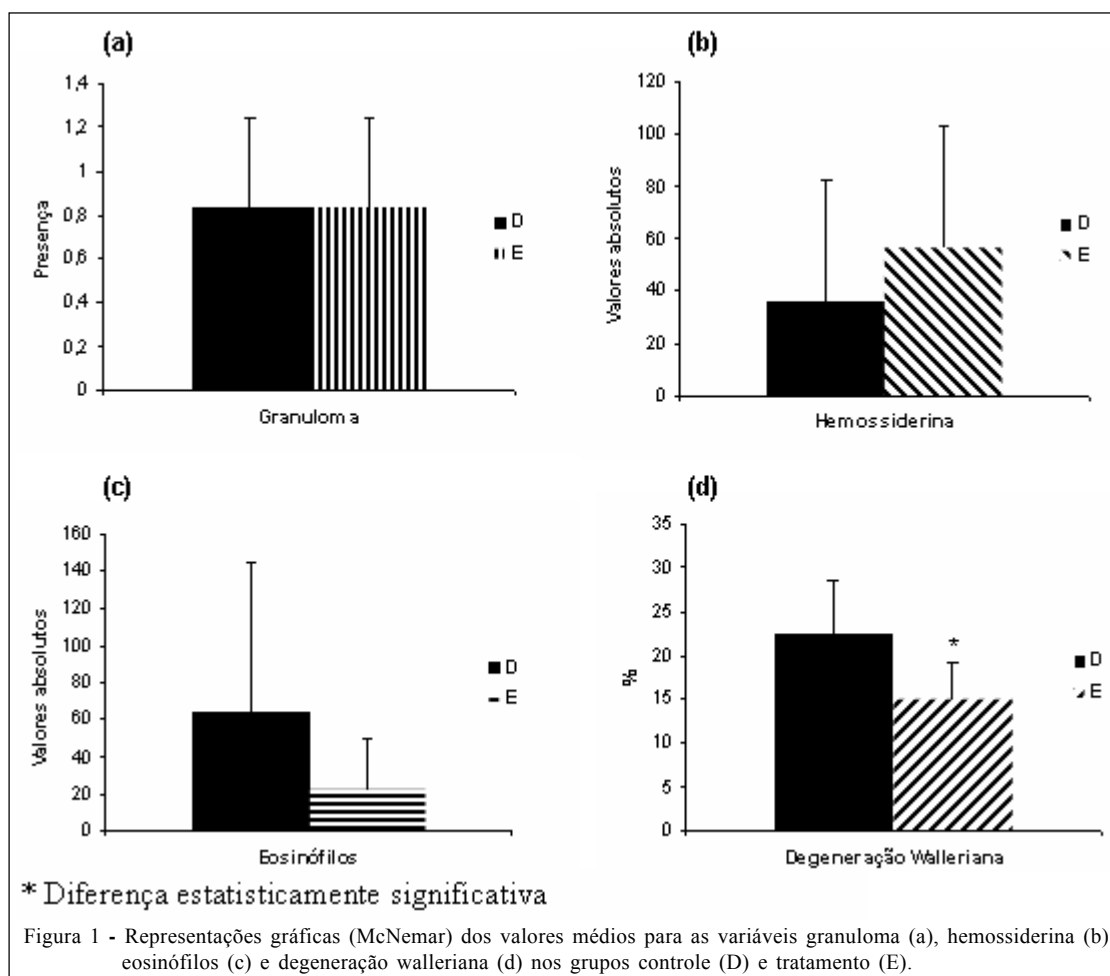 (a)
1,4
1,2
1
0,8
0,6
0,4
0,2
0
Presença
Granuloma
D
E
(b)
120
100
80
60
40
20
0
Valores absolutos
Hemossiderina
D
E
(c)
160
140
120
100
80
60
40
20
0
Valores absolutos
Eosinófilos
D
E
(d)
35
30
25
20
15
10
5
0
%
*
Degeneração Walleriana
D
E
* Diferença estatisticamente significativa
Figura 1 - Representações gráficas (McNemar) dos valores médios para as variáveis granuloma (a), hemossiderina (b)
eosinófilos (c) e degeneração walleriana (d) nos grupos controle (D) e tratamento (E).